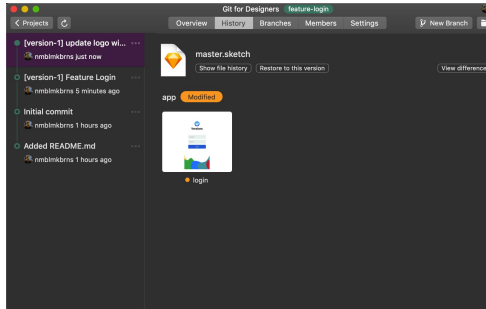 Git for Designers feature-login
Projects
Overview History Branches Members Settings
New Branch
[version-1] update logo wi...
nmblmkbrns just now
[version-1] Feature Login
nmblmkbrns 5 minutes ago
Initial commit
nmblmkbrns 1 hours ago
Added README.md
nmblmkbrns 1 hours ago
master.sketch
Show file history Restore to this version View difference
app Modified
login